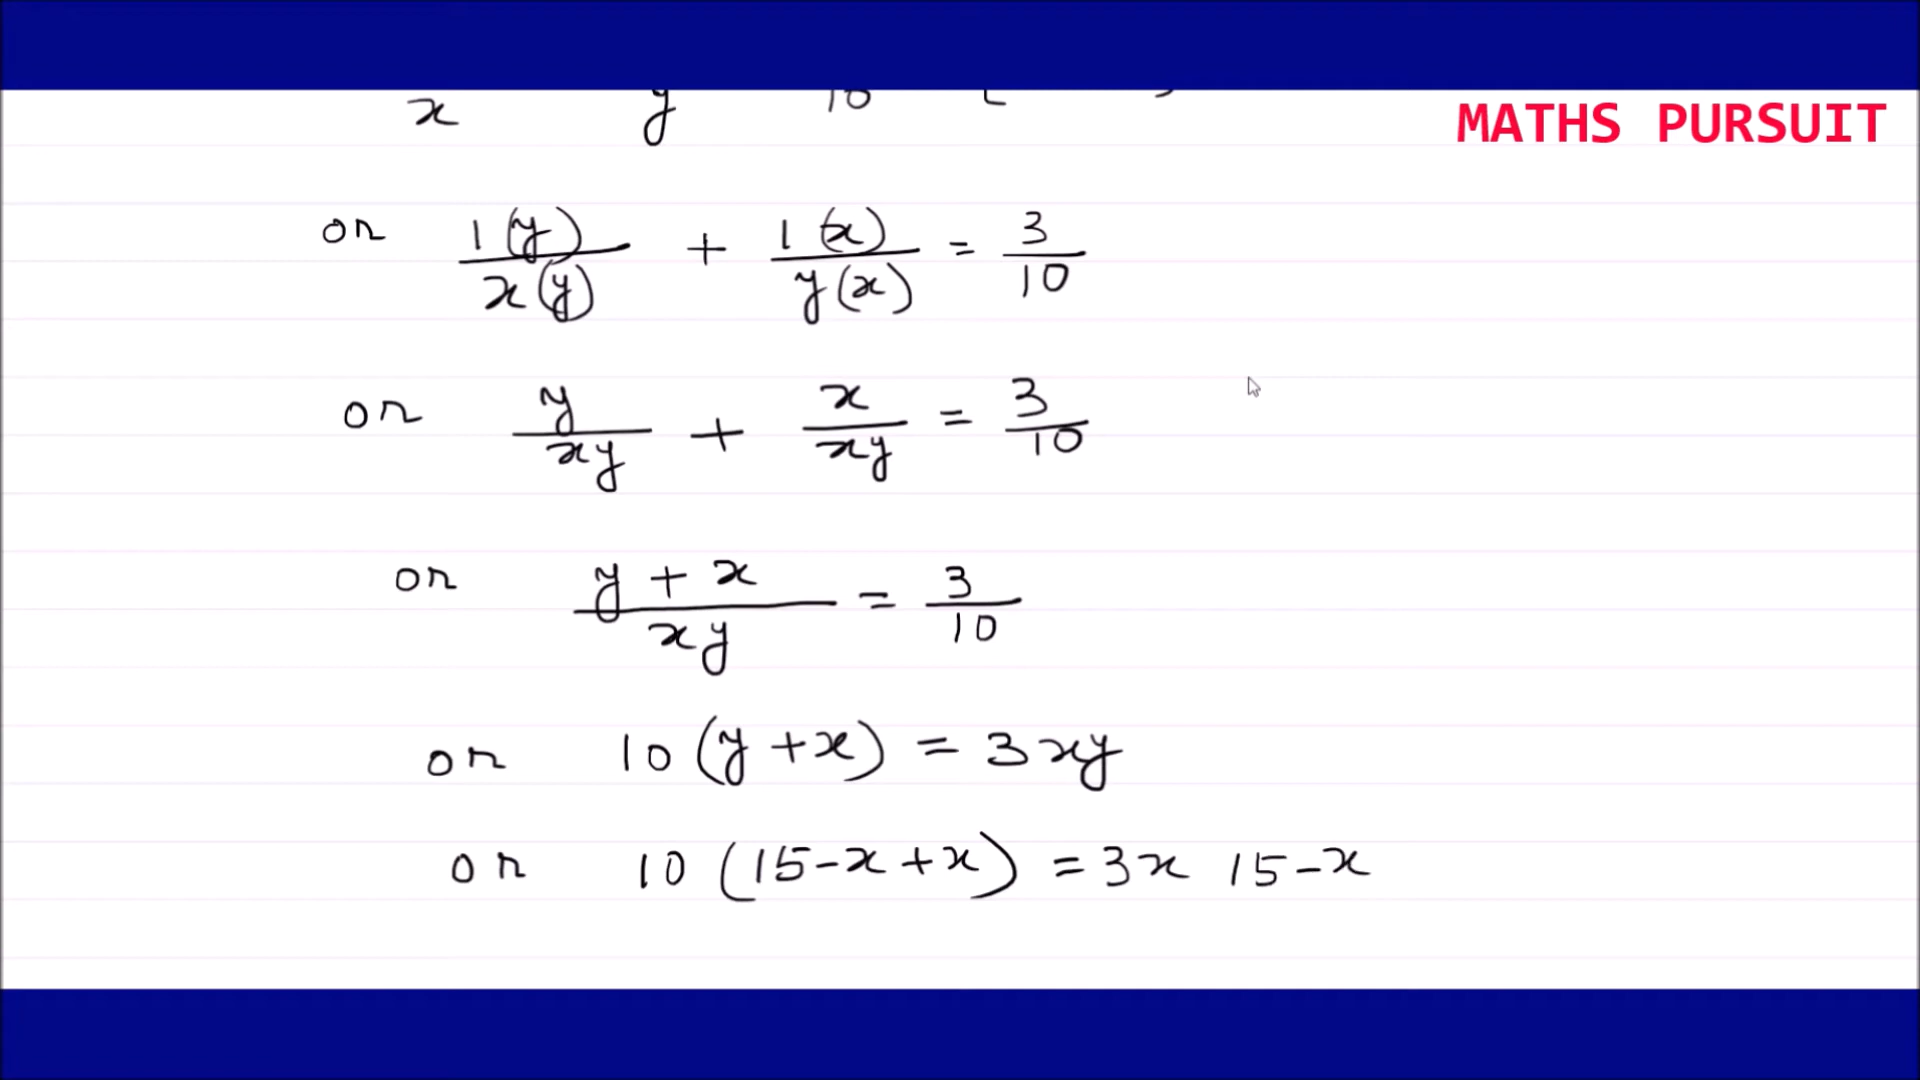 x y 10
MATHS PURSUIT
or 1(y)/x(y) + 1(x)/y(x) = 3/10
or y/xy + x/xy = 3/10
or y + x/xy = 3/10
or 10(y+x) = 3xy
or 10(15-x+x) = 3x 15-x